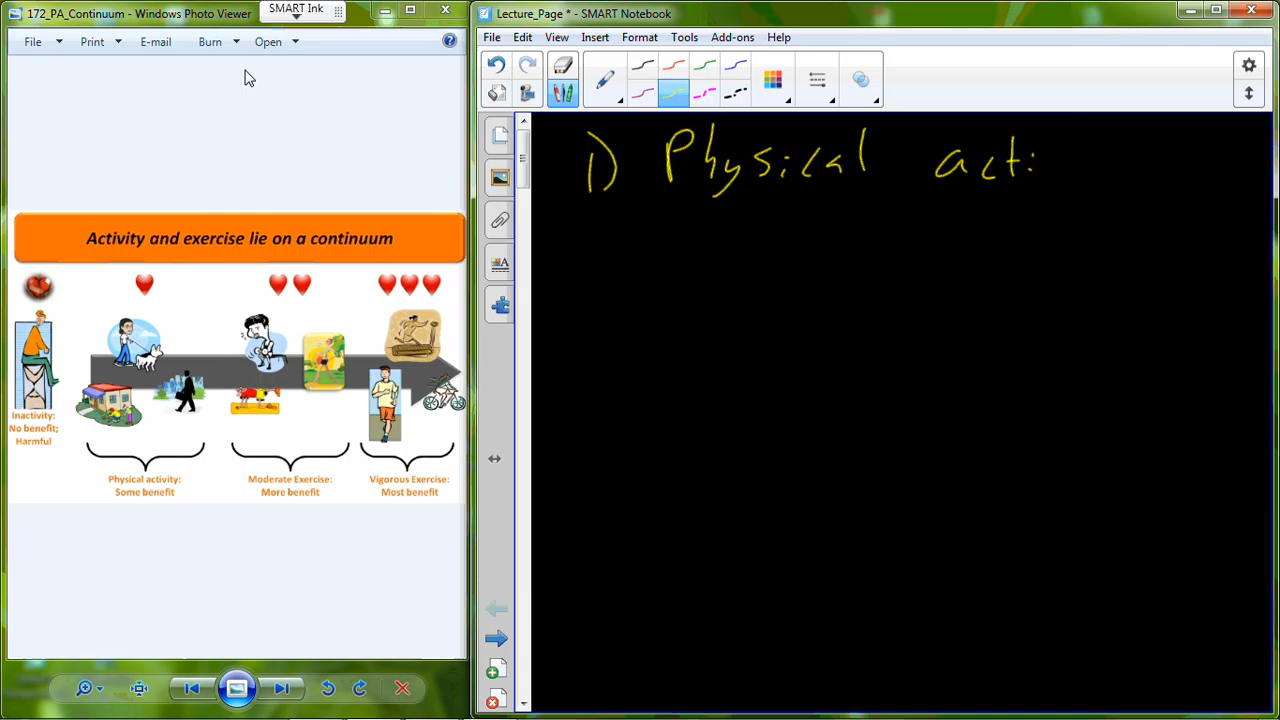 172_PA_Continuum - Windows Photo Viewer
SMART Ink
File Print E-mail Burn Open
Activity and exercise lie on a continuum
Inactivity:
No benefit;
Harmful
Physical activity:
Some benefit
Moderate Exercise:
More benefit
Vigorous Exercise:
Most benefit
Lecture_Page * - SMART Notebook
File Edit View Insert Format Tools Add-ons Help
1) Physical acti